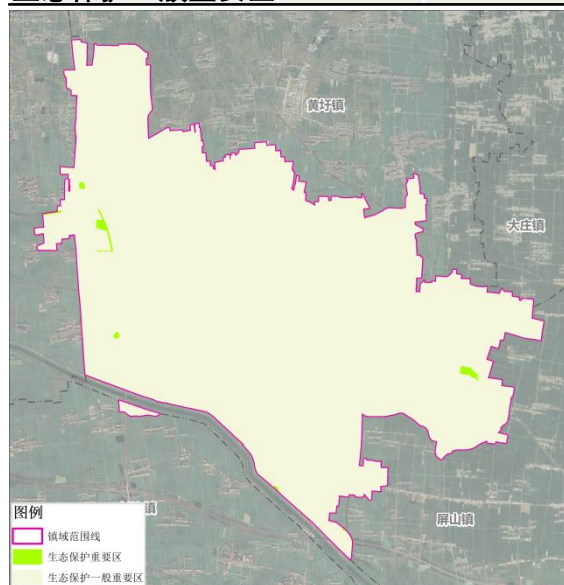 黄圩镇
大庄镇
镇
屏山镇
图例
镇域范围线
生态保护重要区
生态保护一般重要区